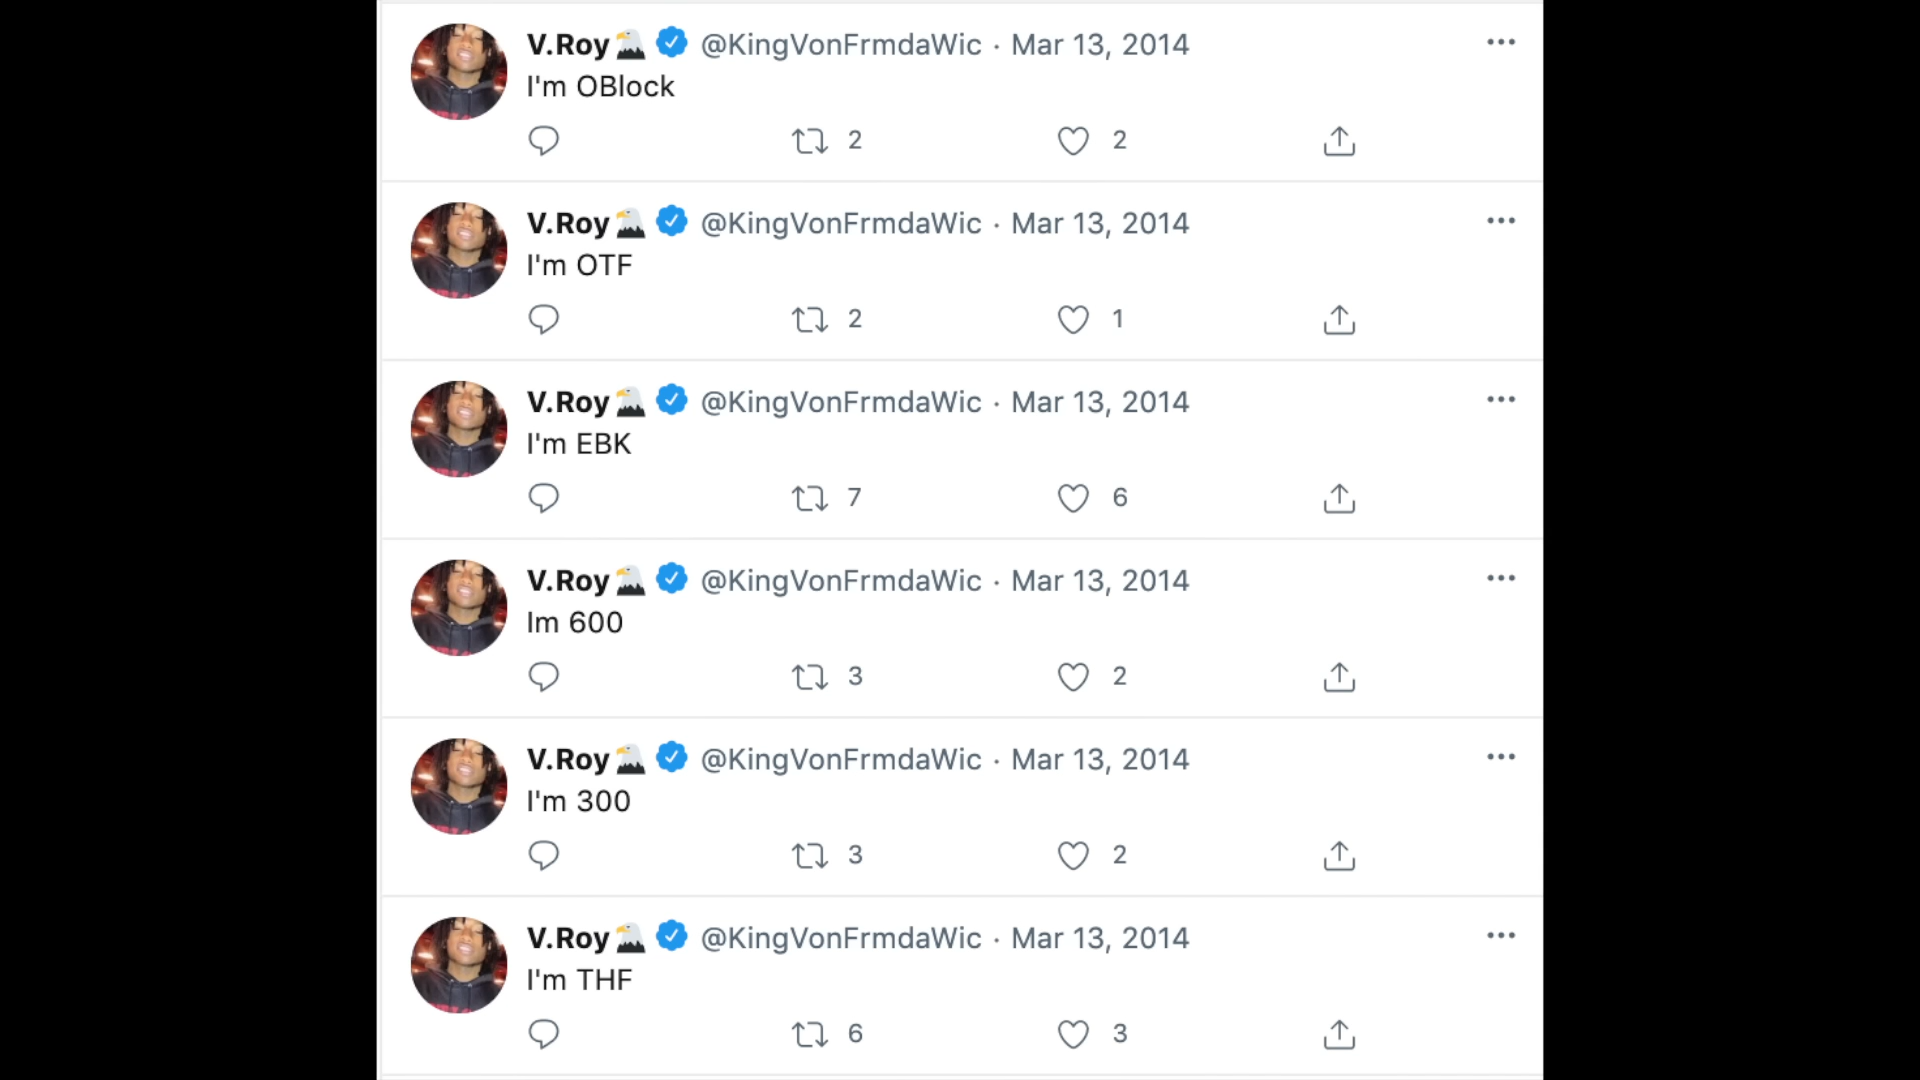 V.Roy🦅 @KingVonFrmdaWic · Mar 13, 2014
I'm OBlock
2 2
V.Roy🦅 @KingVonFrmdaWic · Mar 13, 2014
I'm OTF
2 1
V.Roy🦅 @KingVonFrmdaWic · Mar 13, 2014
I'm EBK
7 6
V.Roy🦅 @KingVonFrmdaWic · Mar 13, 2014
Im 600
3 2
V.Roy🦅 @KingVonFrmdaWic · Mar 13, 2014
I'm 300
3 2
V.Roy🦅 @KingVonFrmdaWic · Mar 13, 2014
I'm THF
6 3